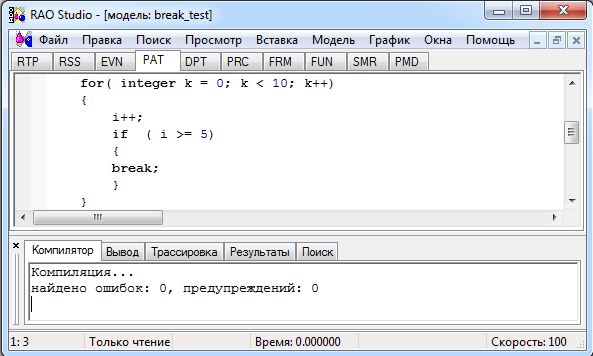 RAO Studio - [модель: break_test]
Файл Правка Поиск Просмотр Вставка Модель График Окна Помощь
RTP RSS EVN PAT DPT PRC FRM FUN SMR PMD
for( integer k = 0; k < 10; k++)
{
i++;
if ( i >= 5)
{
break;
}
}
Компилятор Вывод Трассировка Результаты Поиск
Компиляция...
найдено ошибок: 0, предупреждений: 0
1: 3 Только чтение Время: 0.000000 Скорость: 100